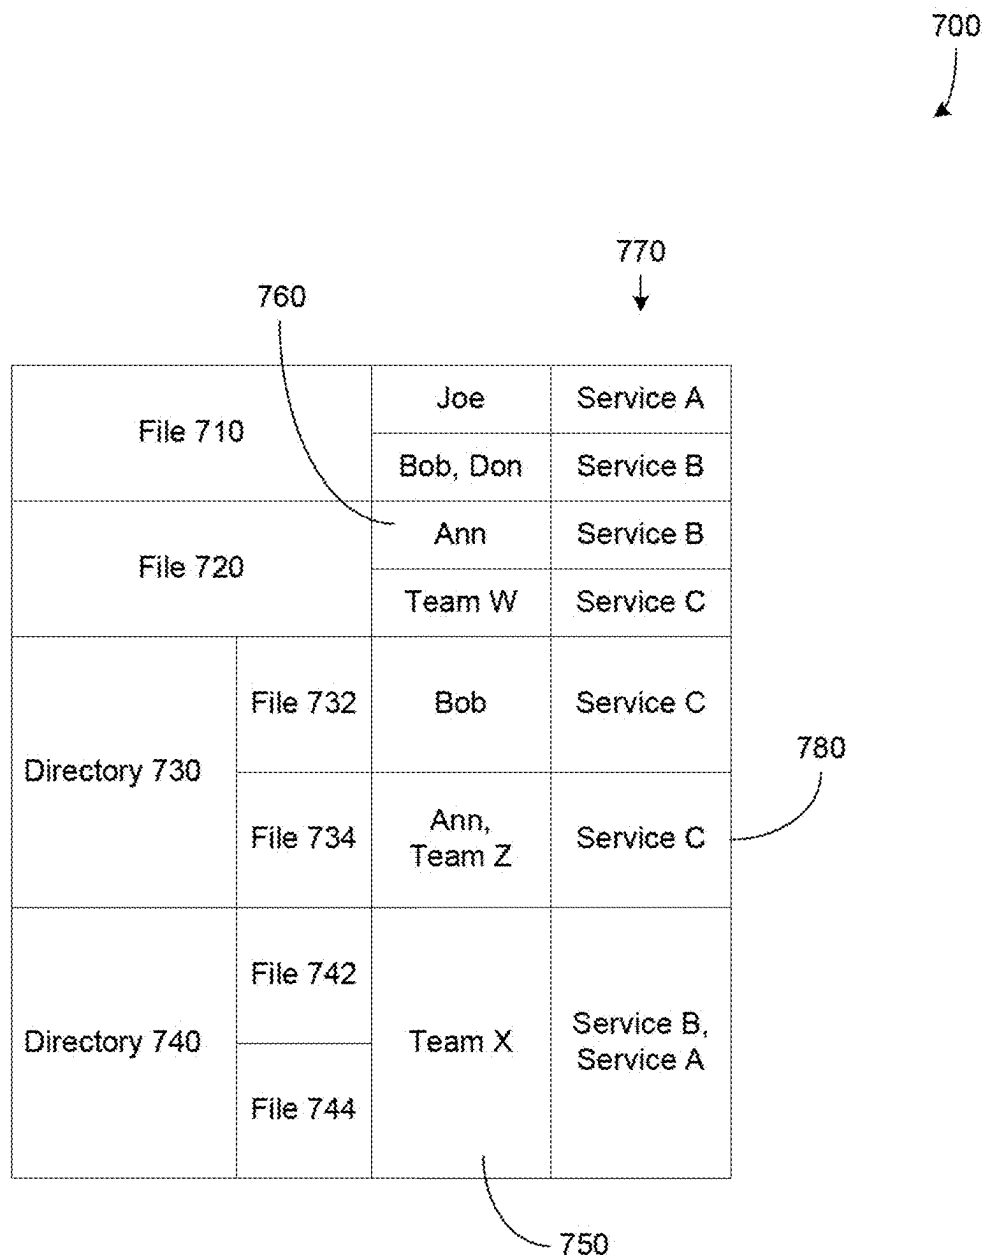 700
770
760
File 710
Joe
Service A
Bob, Don
Service B
File 720
Ann
Service B
Team W
Service C
Directory 730
File 732
Bob
Service C
780
File 734
Ann,
Team Z
Service C
Directory 740
File 742
File 744
Team X
Service B,
Service A
750